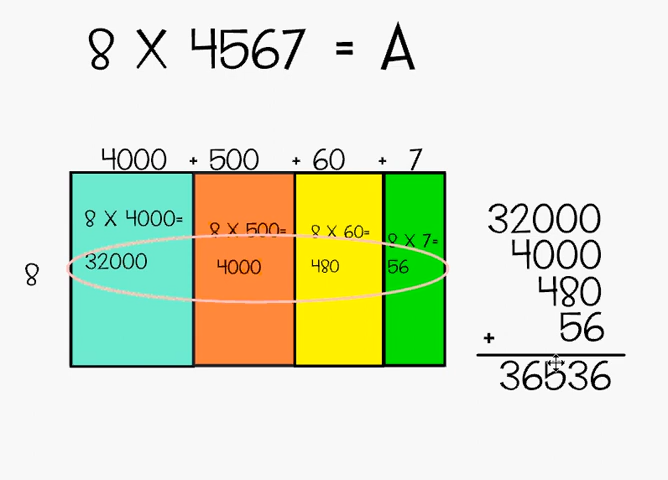 8 X 4567 = A
4000 + 500 + 60 + 7
8 X 4000=
32000
8 X 500=
4000
8 X 60=
480
8 X 7=
56
8
32000
4000
480
+ 56
36536